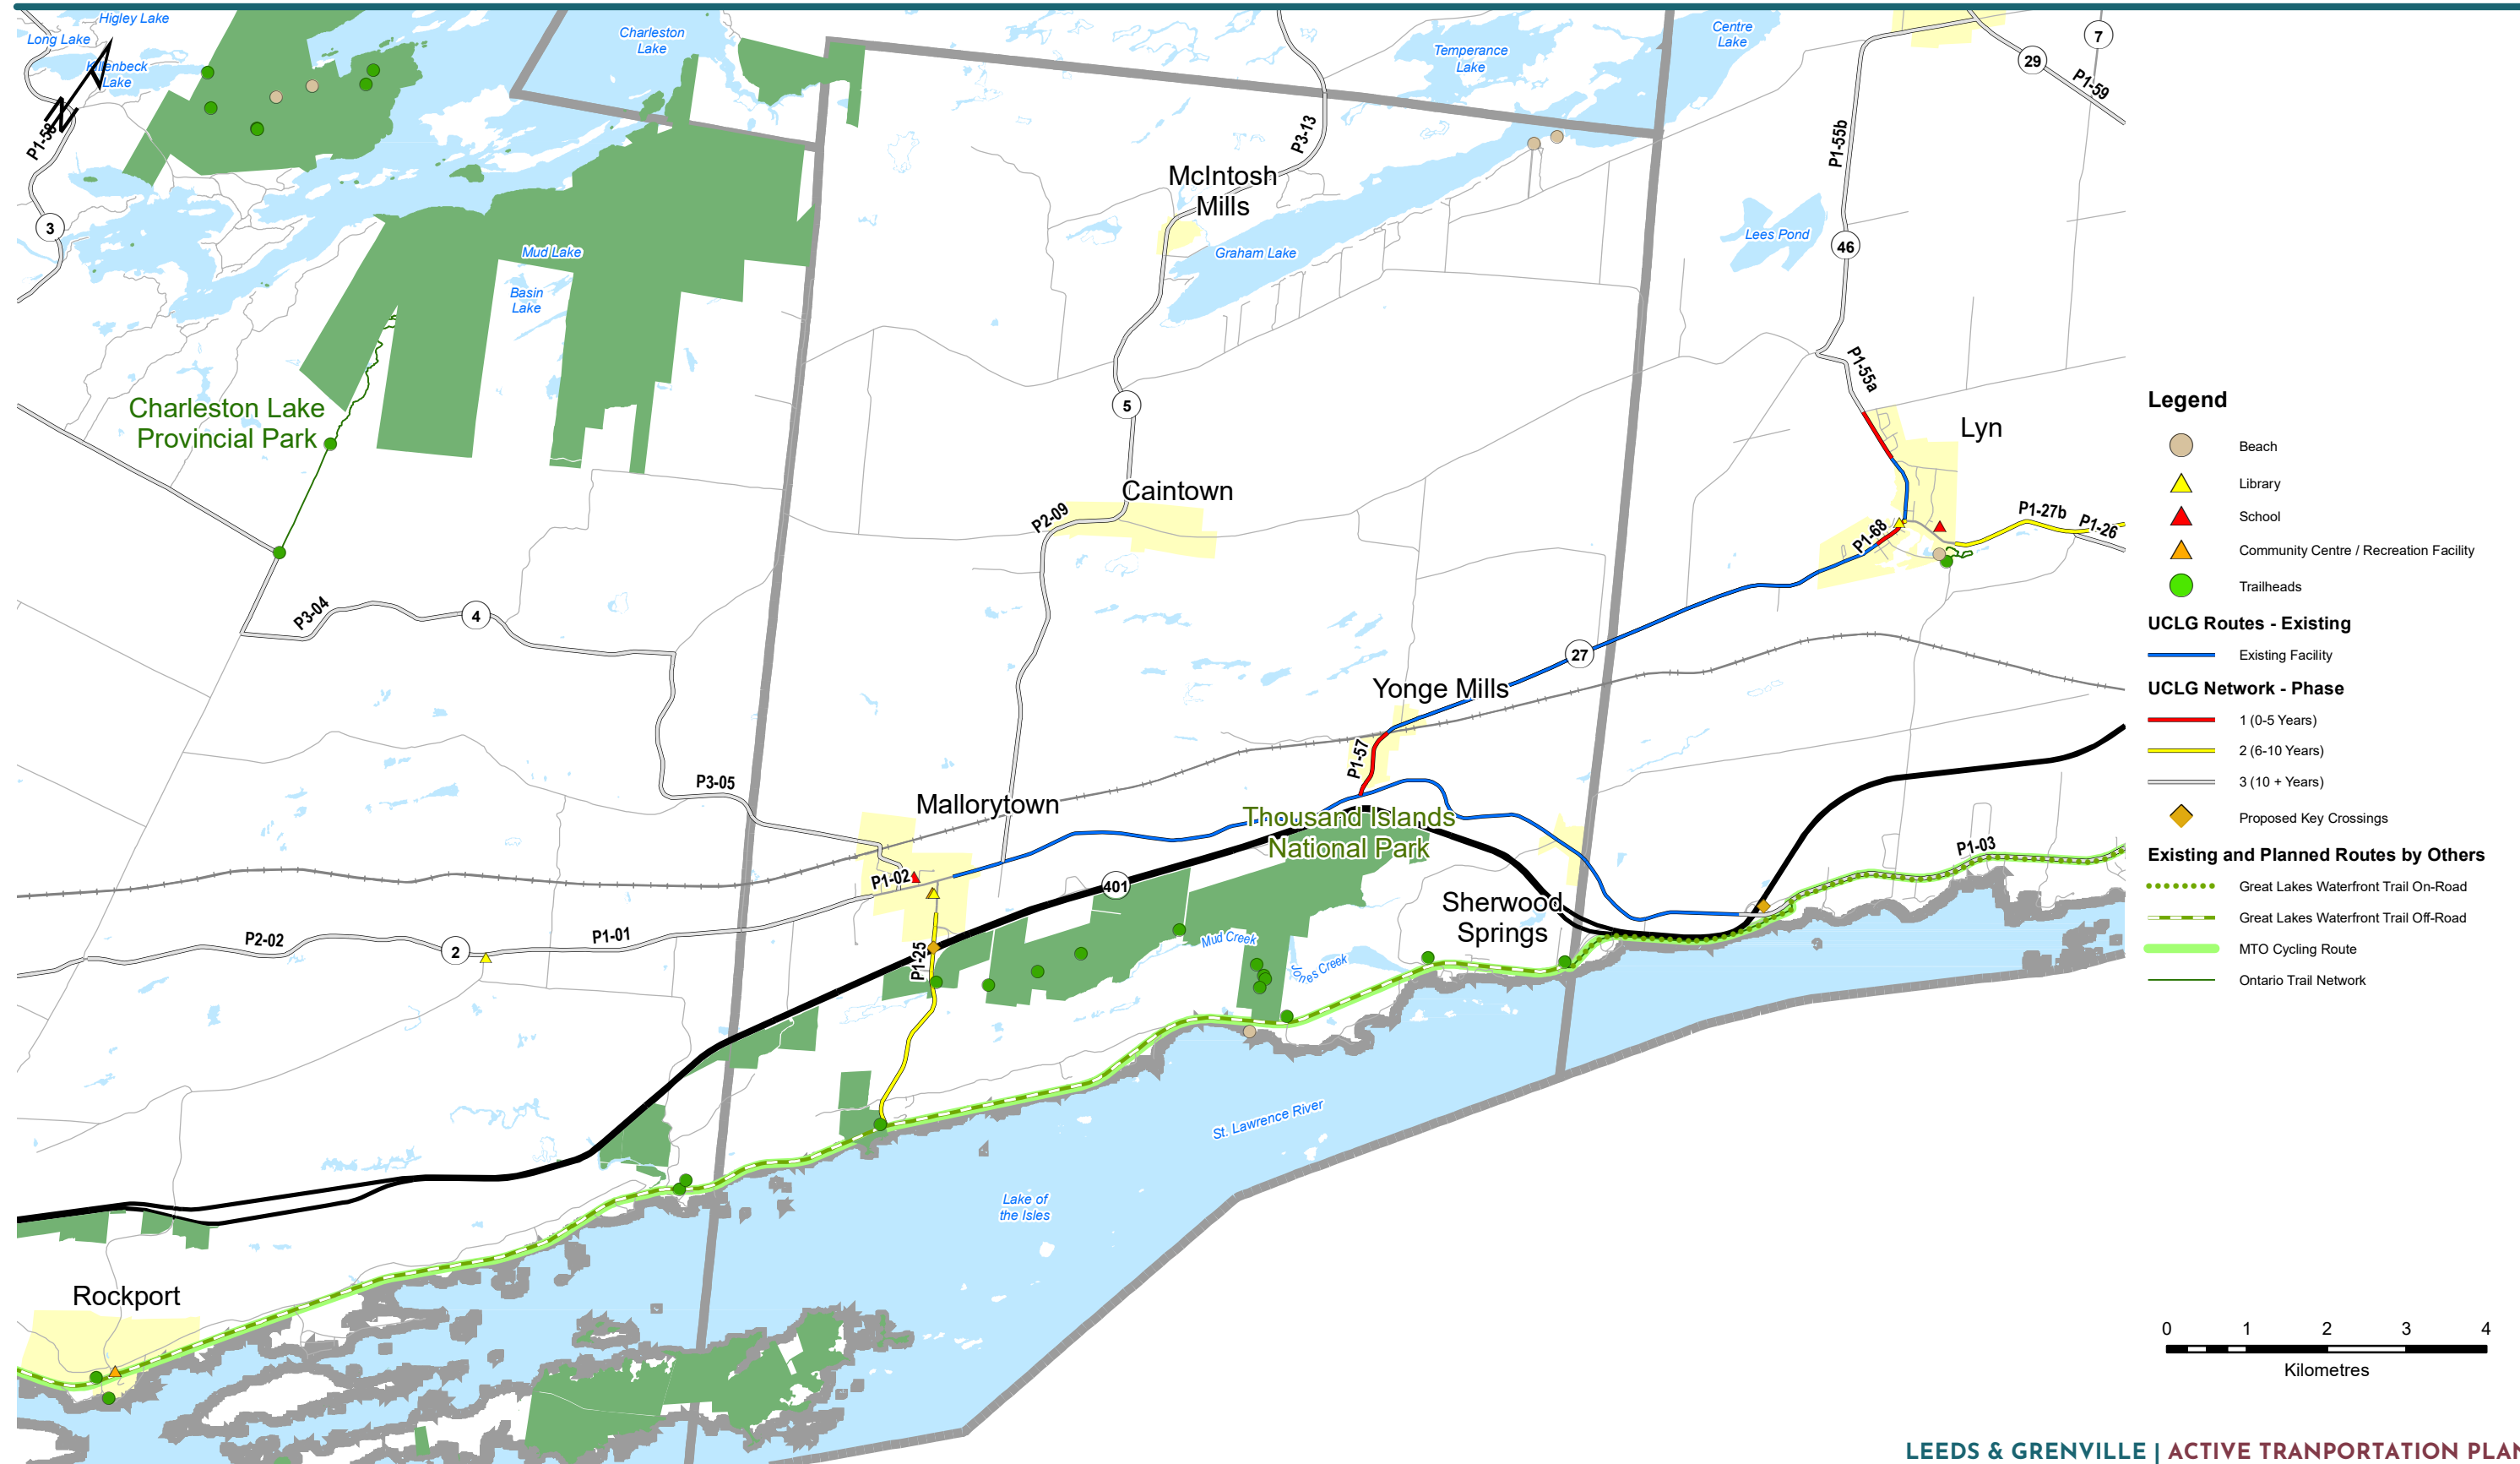 Higley Lake
Long Lake
Killenbeck
Lake
N
P1-58
3
Charleston
Lake
Temperance
Lake
Centre
Lake
7
29
P1-59
P3-13
P1-55b
McIntosh
Mills
Graham Lake
Lees Pond
46
Mud Lake
Basin
Lake
P1-55a
Charleston Lake
Provincial Park
5
Lyn
Caintown
P2-09
P1-68
P1-27b
P1-26
P3-04
4
27
Yonge Mills
P1-57
P3-05
Mallorytown
Thousand Islands
National Park
P1-03
P1-02
401
Sherwood
Springs
P2-02
2
P1-01
P1-25
Mud Creek
Jones Creek
St. Lawrence River
Lake of
the Isles
Rockport
Legend
Beach
Library
School
Community Centre / Recreation Facility
Trailheads
UCLG Routes - Existing
Existing Facility
UCLG Network - Phase
1 (0-5 Years)
2 (6-10 Years)
3 (10 + Years)
Proposed Key Crossings
Existing and Planned Routes by Others
Great Lakes Waterfront Trail On-Road
Great Lakes Waterfront Trail Off-Road
MTO Cycling Route
Ontario Trail Network
0 1 2 3 4
Kilometres
LEEDS & GRENVILLE | ACTIVE TRANPORTATION PLAN